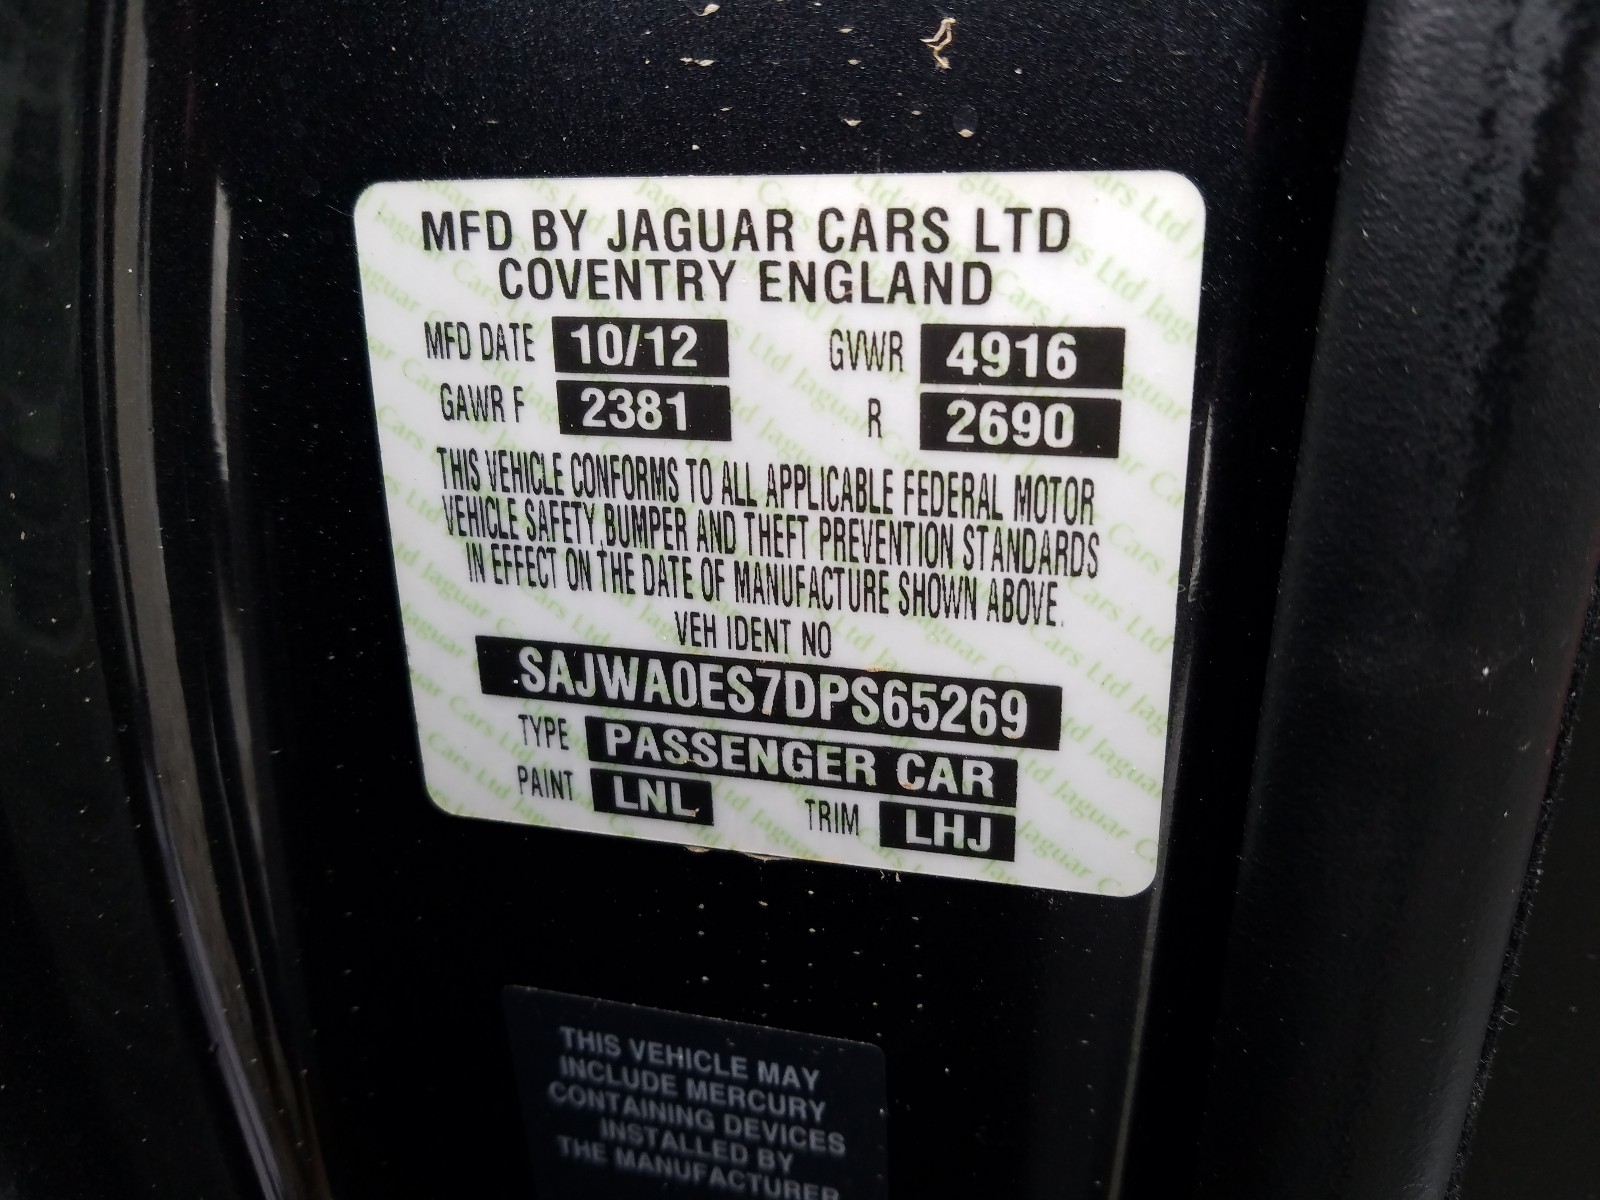 MFD BY JAGUAR CARS LTD
COVENTRY ENGLAND
MFD DATE 10/12 GVWR 4916
GAWR F 2381 R 2690
THIS VEHICLE CONFORMS TO ALL APPLICABLE FEDERAL MOTOR
VEHICLE SAFETY, BUMPER AND THEFT PREVENTION STANDARDS
IN EFFECT ON THE DATE OF MANUFACTURE SHOWN ABOVE.
VEH IDENT NO
SAJWA0ES7DPS65269
TYPE PASSENGER CAR
PAINT LNL TRIM LHJ
THIS VEHICLE MAY
INCLUDE MERCURY
CONTAINING DEVICES
INSTALLED BY
THE MANUFACTURER